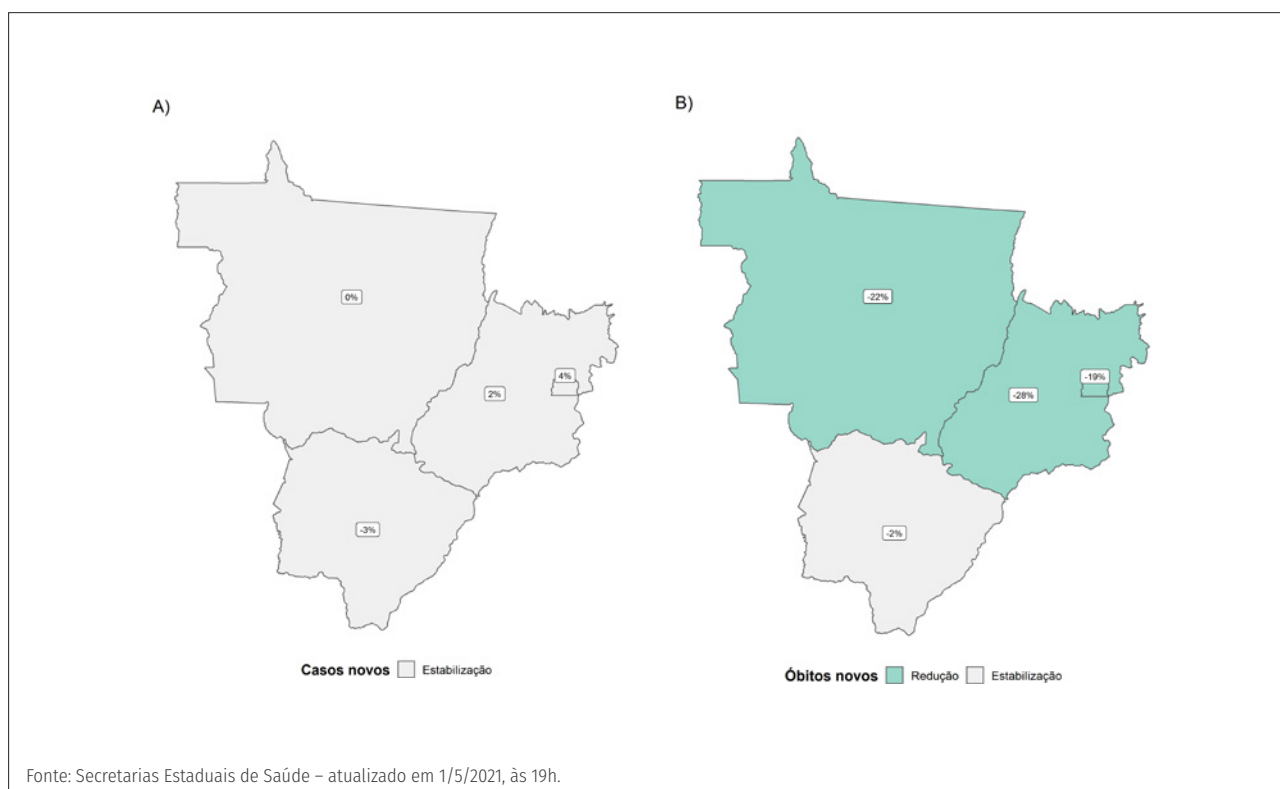 A)
0%
4%
2%
-3%
Casos novos Estabilização
B)
-22%
-19%
-28%
-2%
Óbitos novos Redução Estabilização
Fonte: Secretarias Estaduais de Saúde – atualizado em 1/5/2021, às 19h.